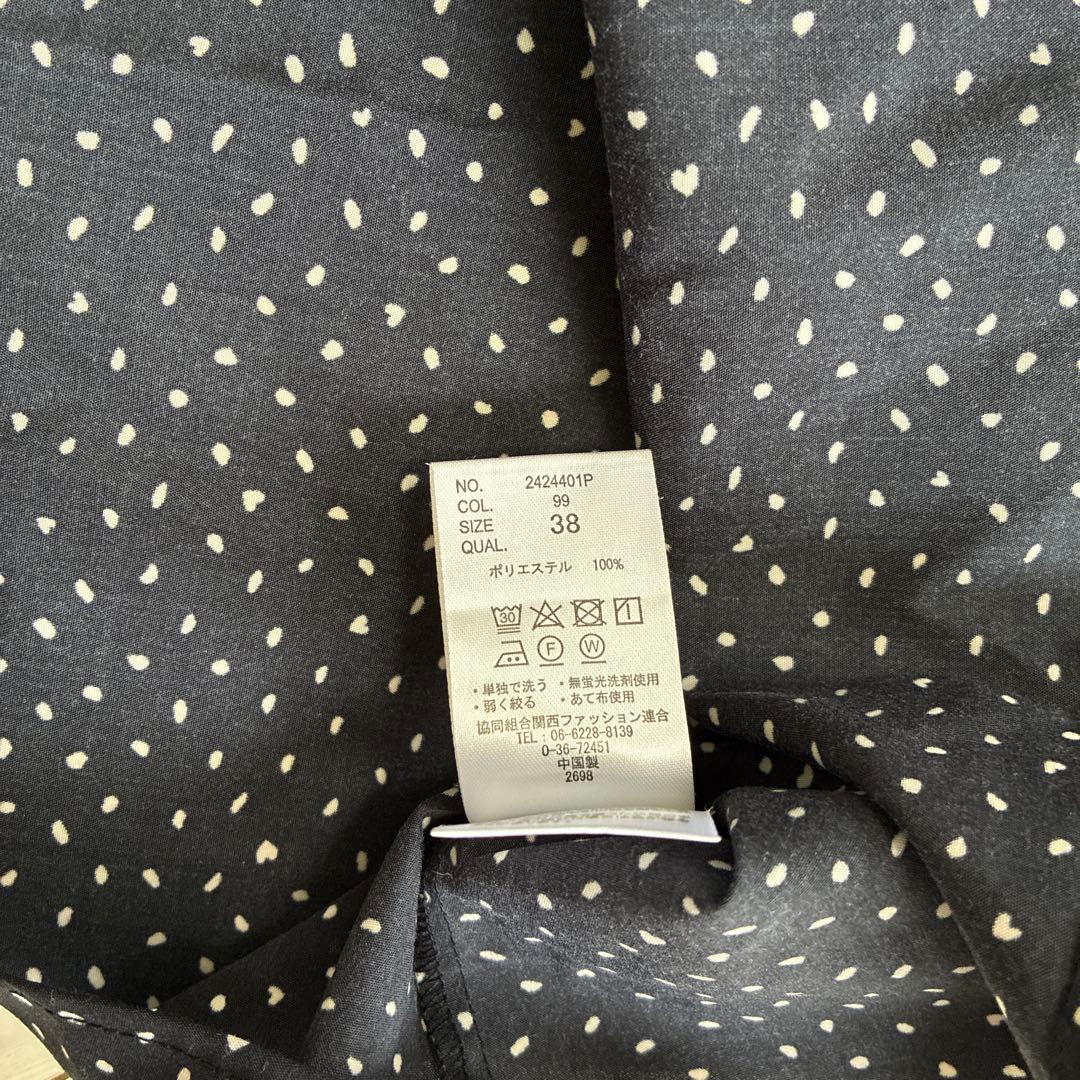 NO. 2424401P
COL. 99
SIZE 38
QUAL.
ポリエステル 100%
30 1
F W
・単独で洗う ・無蛍光洗剤使用
・弱く絞る ・あて布使用
協同組合関西ファッション連合
TEL：06-6228-8139
O-36-72451
中国製
2698